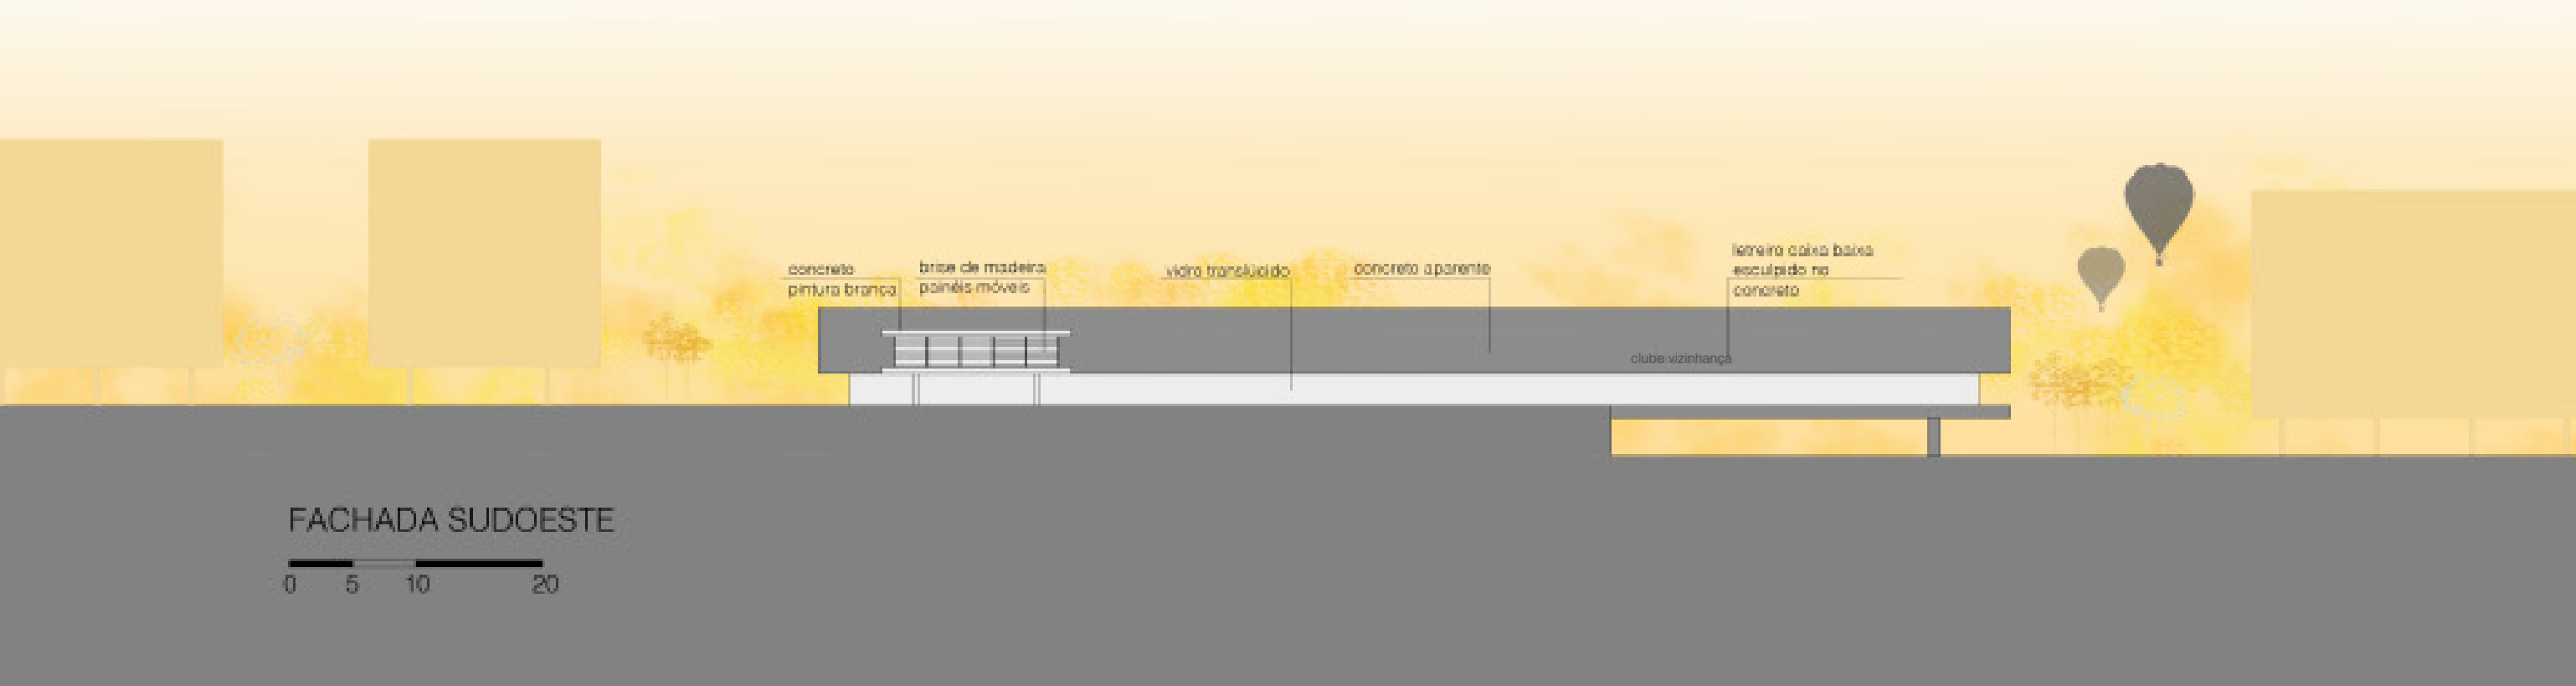 concreto
pintura branca
brise de madeira
painéis móveis
vidro translúcido
concreto aparente
letreiro caixa baixa
esculpido no
concreto
clube vizinhança
FACHADA SUDOESTE
0 5 10 20